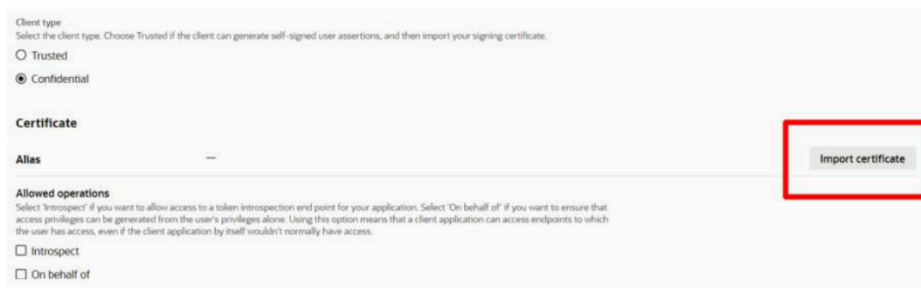 Client type
Select the client type. Choose Trusted if the client can generate self-signed user assertions, and then import your signing certificate.
Trusted
Confidential
Certificate
Alias — Import certificate
Allowed operations
Select 'Introspect' if you want to allow access to a token introspection end point for your application. Select 'On behalf of' if you want to ensure that
access privileges can be generated from the user's privileges alone. Using this option means that a client application can access endpoints to which
the user has access, even if the client application by itself wouldn't normally have access.
Introspect
On behalf of